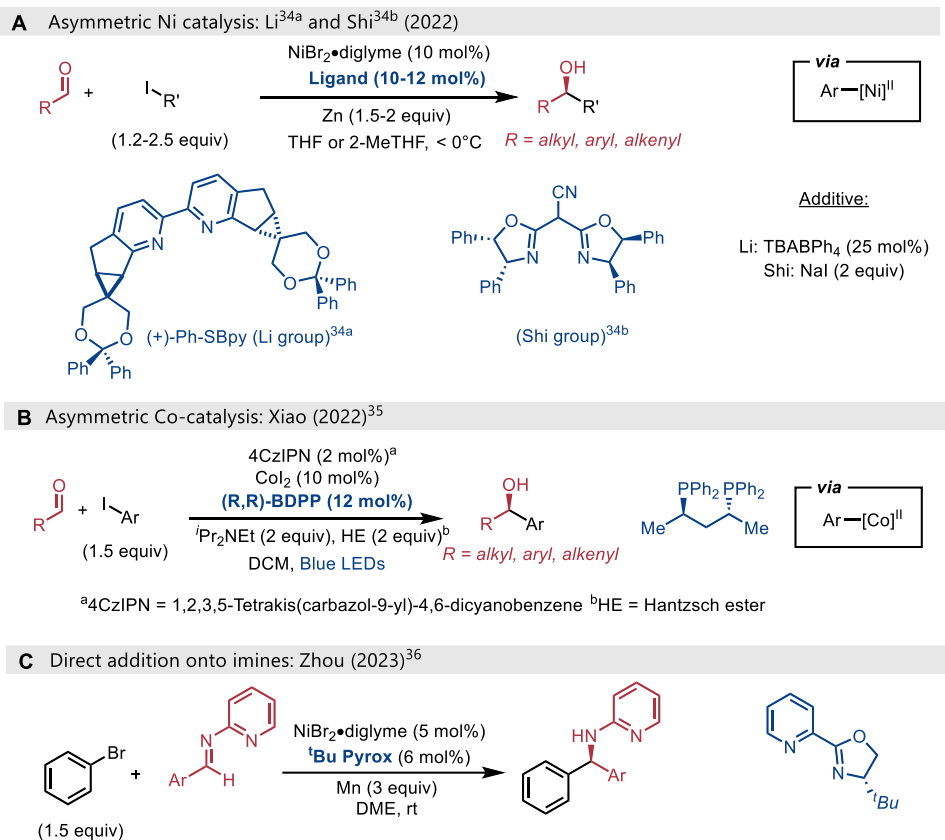 A Asymmetric Ni catalysis: Li34a and Shi34b (2022)
O
R
+
I
R'
(1.2-2.5 equiv)
NiBr2•diglyme (10 mol%)
Ligand (10-12 mol%)
Zn (1.5-2 equiv)
THF or 2-MeTHF, < 0°C
OH
R R'
R = alkyl, aryl, alkenyl
via
Ar [Ni]II
N N
O
O
Ph
Ph
O
O
Ph Ph
(+)-Ph-SBpy (Li group)34a
CN
O O
Ph Ph
N N
Ph Ph
(Shi group)34b
Additive:
Li: TBABPh4 (25 mol%)
Shi: NaI (2 equiv)
B Asymmetric Co-catalysis: Xiao (2022)35
O
R
+
I
Ar
(1.5 equiv)
4CzIPN (2 mol%)a
CoI2 (10 mol%)
(R,R)-BDPP (12 mol%)
iPr2NEt (2 equiv), HE (2 equiv)b
DCM, Blue LEDs
OH
R Ar
R = alkyl, aryl, alkenyl
PPh2 PPh2
Me Me
via
Ar [Co]II
a4CzIPN = 1,2,3,5-Tetrakis(carbazol-9-yl)-4,6-dicyanobenzene bHE = Hantzsch ester
C Direct addition onto imines: Zhou (2023)36
Br
(1.5 equiv)
+
N N
Ar H
NiBr2•diglyme (5 mol%)
tBu Pyrox (6 mol%)
Mn (3 equiv)
DME, rt
HN N
Ar
N
O
N
tBu